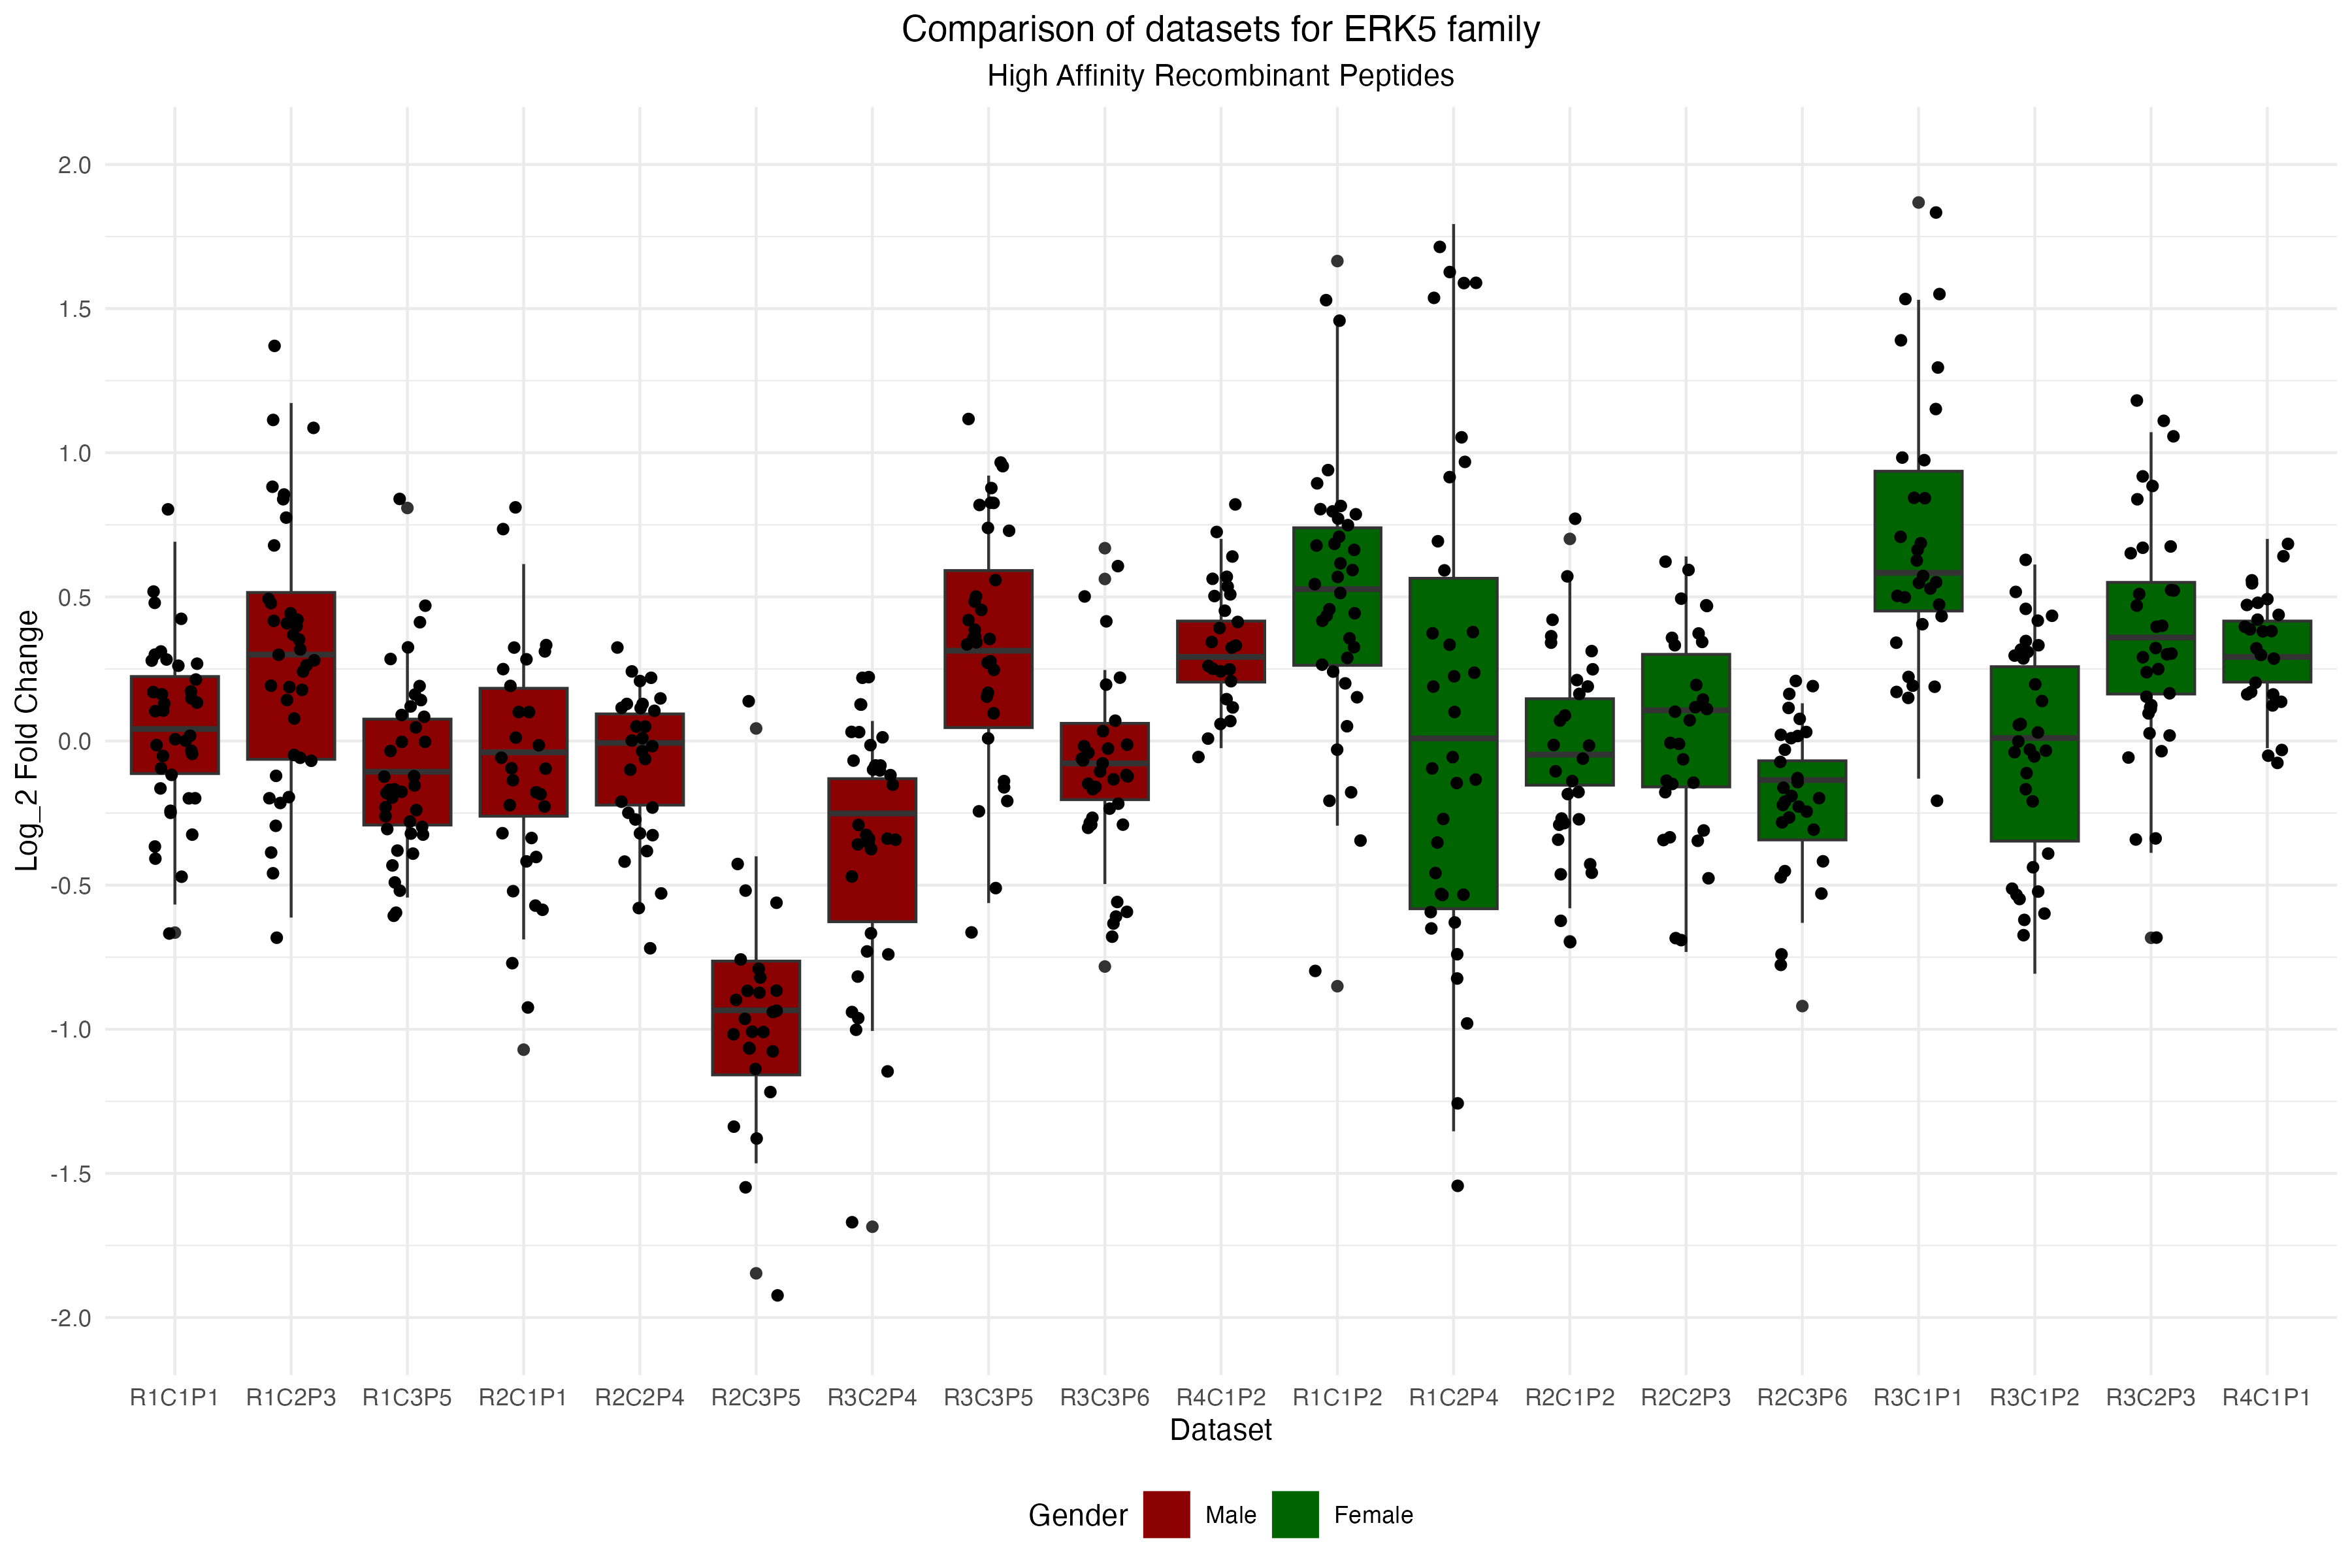 Comparison of datasets for ERK5 family
High Affinity Recombinant Peptides
Log_2 Fold Change
2.0
1.5
1.0
0.5
0.0
-0.5
-1.0
-1.5
-2.0
R1C1P1 R1C2P3 R1C3P5 R2C1P1 R2C2P4 R2C3P5 R3C2P4 R3C3P5 R3C3P6 R4C1P2 R1C1P2 R1C2P4 R2C1P2 R2C2P3 R2C3P6 R3C1P1 R3C1P2 R3C2P3 R4C1P1
Dataset
Gender Male Female